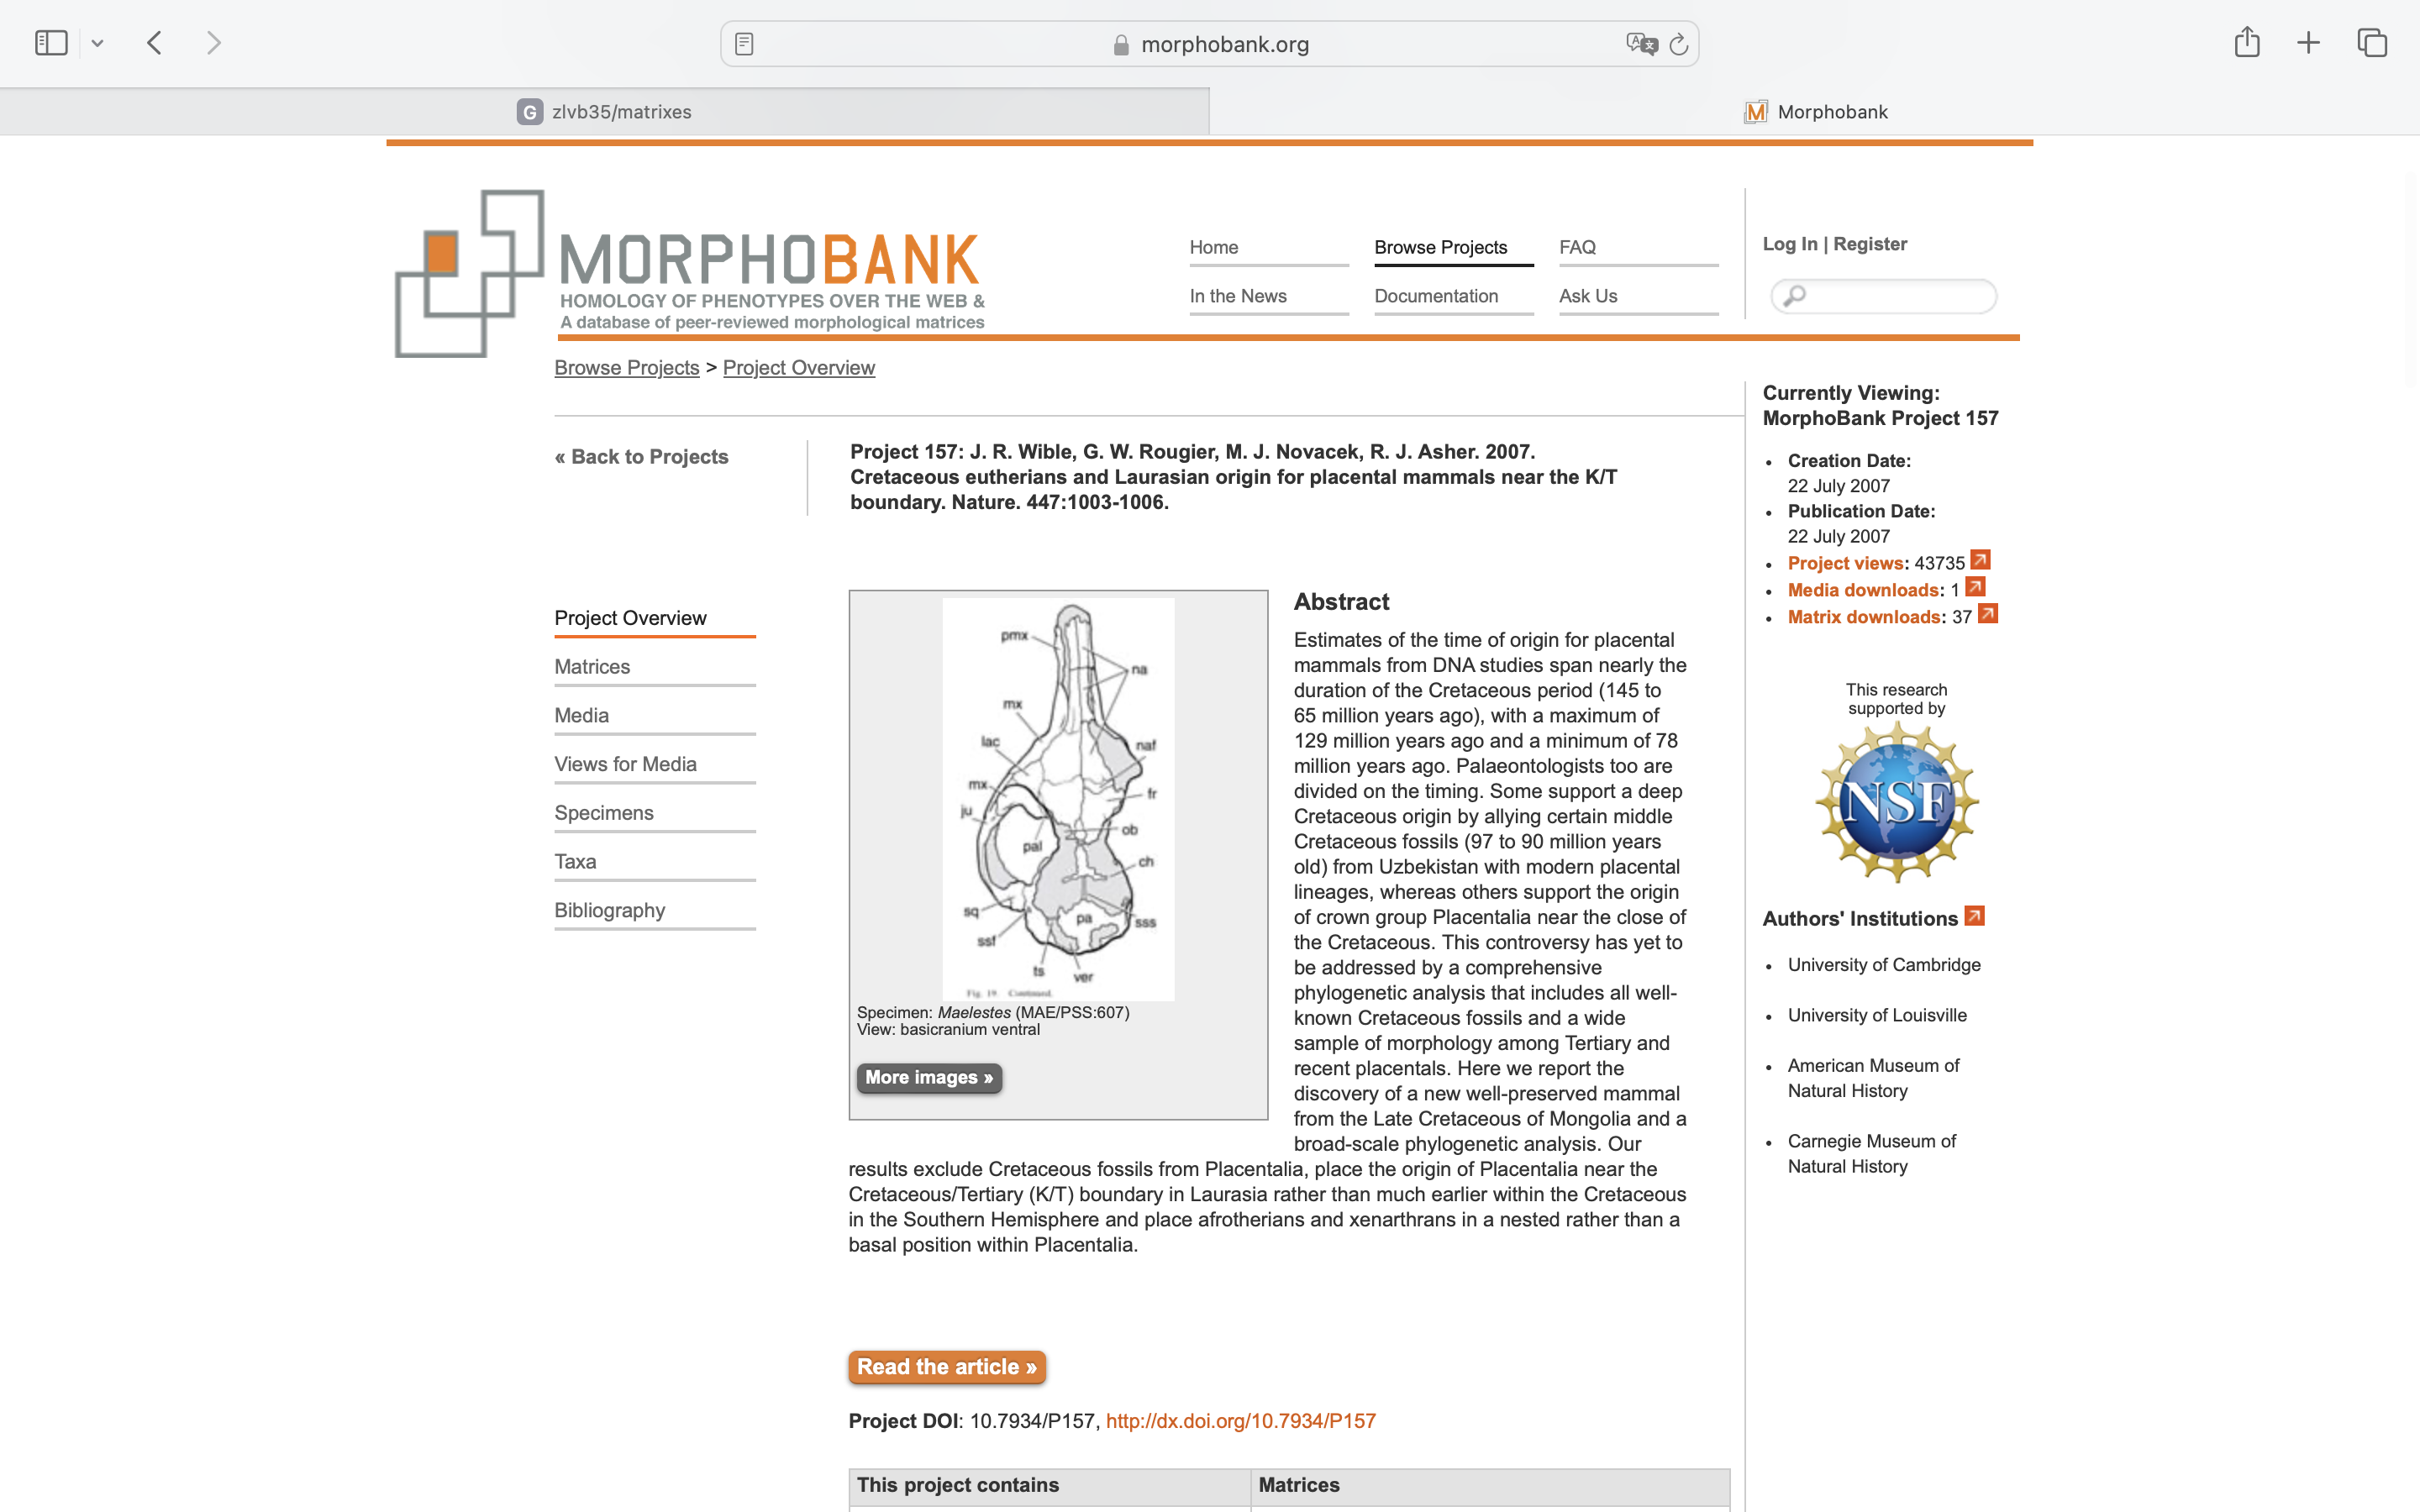 morphobank.org
G zlvb35/matrixes
M Morphobank
MORPHOBANK
HOMOLOGY OF PHENOTYPES OVER THE WEB &
A database of peer-reviewed morphological matrices
Home
Browse Projects
FAQ
In the News
Documentation
Ask Us
Log In | Register
Browse Projects > Project Overview
« Back to Projects
Project 157: J. R. Wible, G. W. Rougier, M. J. Novacek, R. J. Asher. 2007.
Cretaceous eutherians and Laurasian origin for placental mammals near the K/T
boundary. Nature. 447:1003-1006.
Project Overview
Matrices
Media
Views for Media
Specimens
Taxa
Bibliography
pmx
na
mx
lac
naf
mx
fr
ju
ob
pal
ch
sq
pa
sss
ssf
ts
ver
Fig. 19. Continued.
Specimen: Maelestes (MAE/PSS:607)
View: basicranium ventral
More images »
Abstract
Estimates of the time of origin for placental
mammals from DNA studies span nearly the
duration of the Cretaceous period (145 to
65 million years ago), with a maximum of
129 million years ago and a minimum of 78
million years ago. Palaeontologists too are
divided on the timing. Some support a deep
Cretaceous origin by allying certain middle
Cretaceous fossils (97 to 90 million years
old) from Uzbekistan with modern placental
lineages, whereas others support the origin
of crown group Placentalia near the close of
the Cretaceous. This controversy has yet to
be addressed by a comprehensive
phylogenetic analysis that includes all well-
known Cretaceous fossils and a wide
sample of morphology among Tertiary and
recent placentals. Here we report the
discovery of a new well-preserved mammal
from the Late Cretaceous of Mongolia and a
broad-scale phylogenetic analysis. Our
results exclude Cretaceous fossils from Placentalia, place the origin of Placentalia near the
Cretaceous/Tertiary (K/T) boundary in Laurasia rather than much earlier within the Cretaceous
in the Southern Hemisphere and place afrotherians and xenarthrans in a nested rather than a
basal position within Placentalia.
Read the article »
Project DOI: 10.7934/P157, http://dx.doi.org/10.7934/P157
This project contains
Matrices
Currently Viewing:
MorphoBank Project 157
• Creation Date:
22 July 2007
• Publication Date:
22 July 2007
• Project views: 43735
• Media downloads: 1
• Matrix downloads: 37
This research
supported by
NSF
Authors' Institutions
• University of Cambridge
• University of Louisville
• American Museum of
Natural History
• Carnegie Museum of
Natural History